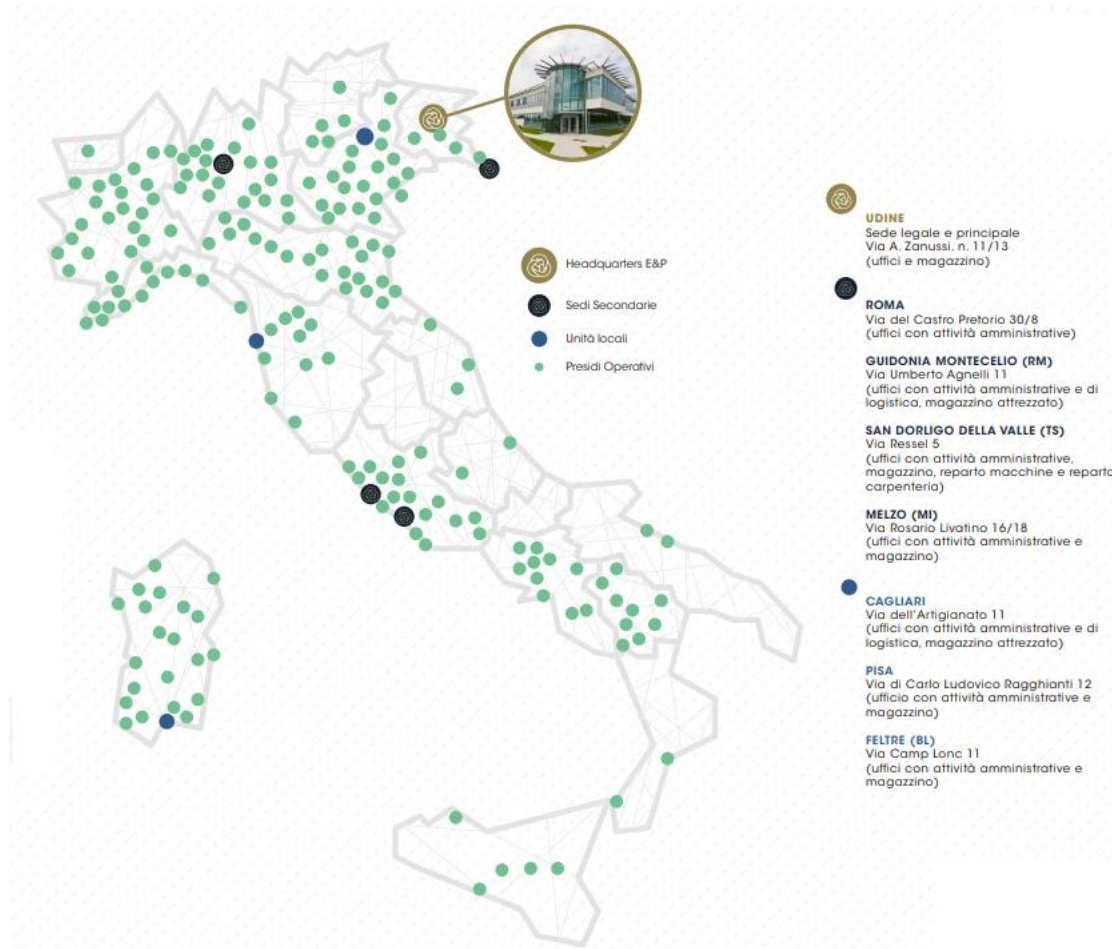 Headquarters E&P
Sedi Secondarie
Unità locali
Presidi Operativi
UDINE
Sede legale e principale
Via A. Zanussi. n. 11/13
(uffici e magazzino)
ROMA
Via del Castro Pretorio 30/8
(uffici con attività amministrative)
GUIDONIA MONTECELIO (RM)
Via Umberto Agnelli 11
(uffici con attività amministrative e di
logistica, magazzino attrezzato)
SAN DORLIGO DELLA VALLE (TS)
Via Ressel 5
(uffici con attività amministrative,
magazzino, reparto macchine e reparto
carpenteria)
MELZO (MI)
Via Rosario Livatino 16/18
(uffici con attività amministrative e
magazzino)
CAGLIARI
Via dell'Artigianato 11
(uffici con attività amministrative e di
logistica, magazzino attrezzato)
PISA
Via di Carlo Ludovico Ragghianti 12
(ufficio con attività amministrative e
magazzino)
FELTRE (BL)
Via Camp Lonc 11
(uffici con attività amministrative e
magazzino)